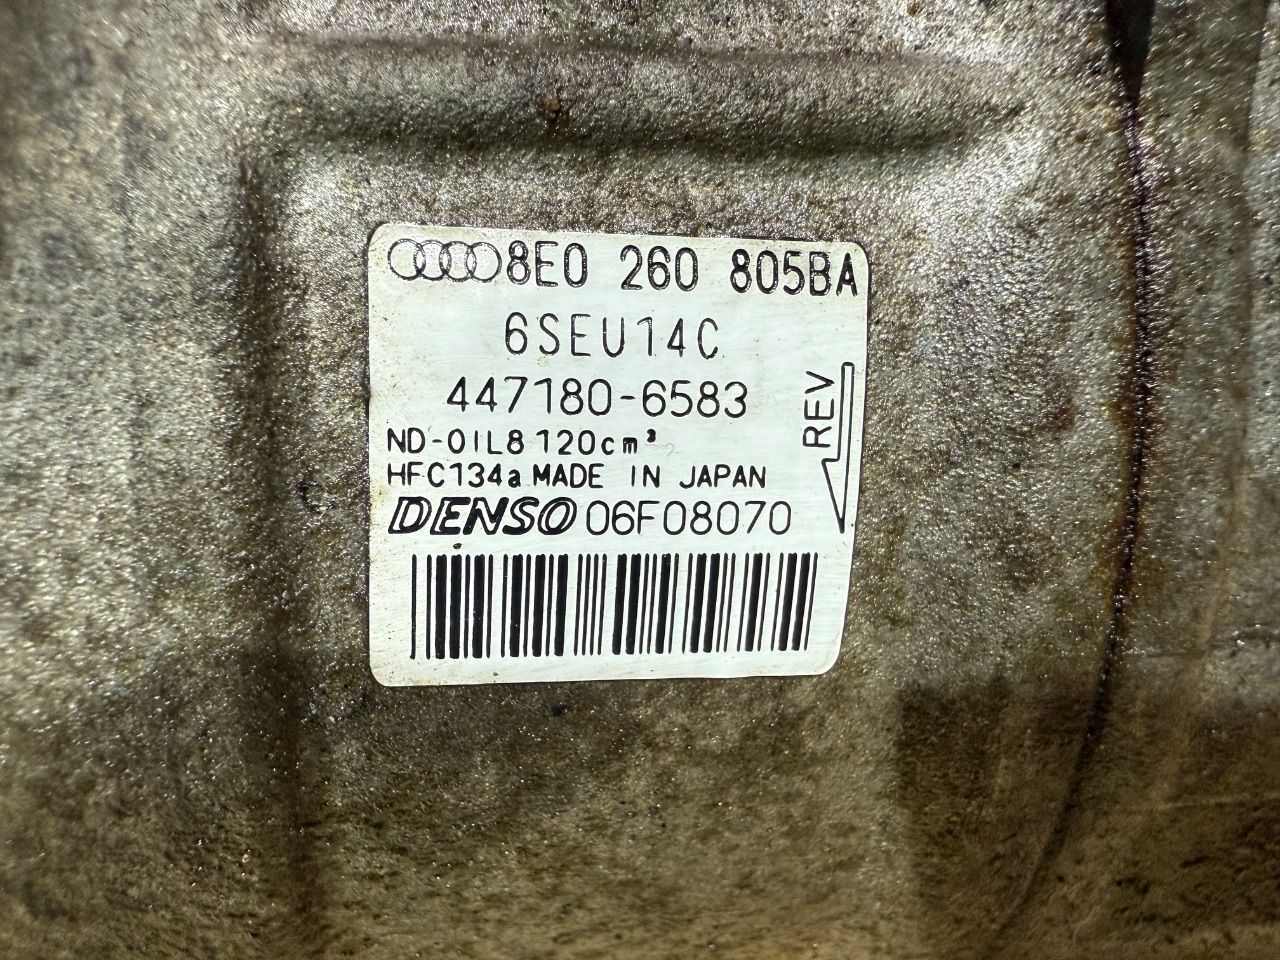 8E0 260 805BA
6SEU14C
447180-6583
REV
ND-OIL8 120cm³
HFC134a MADE IN JAPAN
DENSO 06F08070